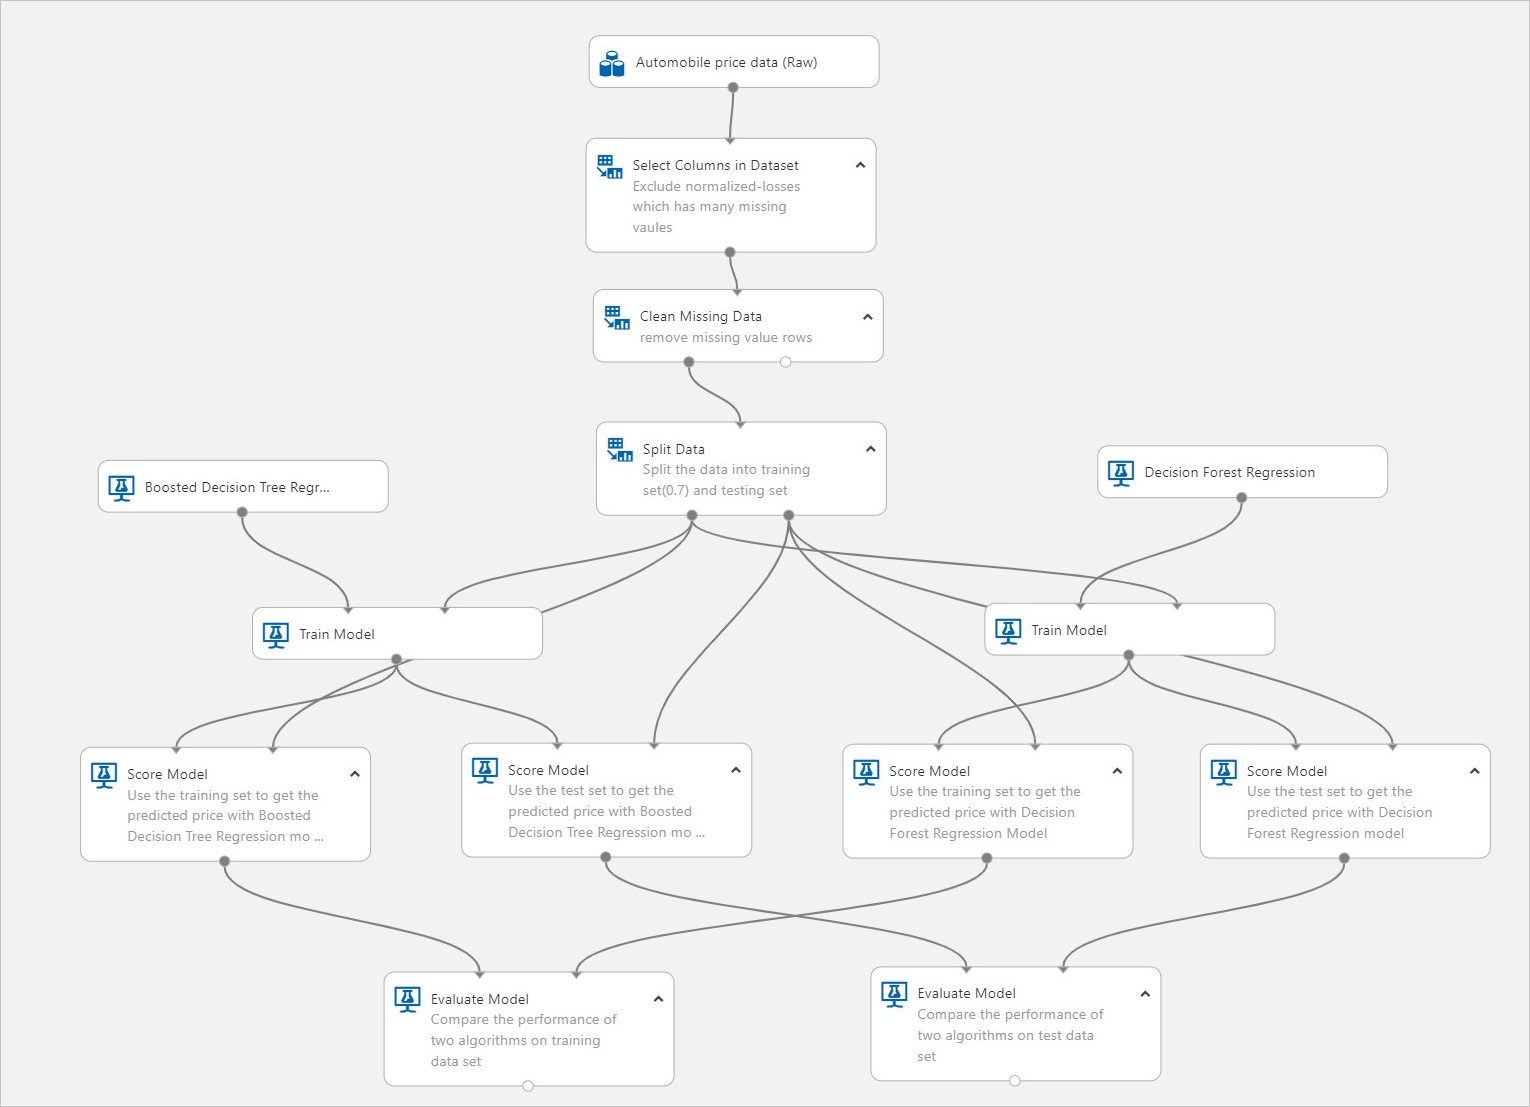 Automobile price data (Raw)
Select Columns in Dataset
Exclude normalized-losses
which has many missing
vaules
Clean Missing Data
remove missing value rows
Split Data
Split the data into training
set(0.7) and testing set
Boosted Decision Tree Regr...
Decision Forest Regression
Train Model
Train Model
Score Model
Use the training set to get the
predicted price with Boosted
Decision Tree Regression mo ...
Score Model
Use the test set to get the
predicted price with Boosted
Decision Tree Regression mo ...
Score Model
Use the training set to get the
predicted price with Decision
Forest Regression Model
Score Model
Use the test set to get the
predicted price with Decision
Forest Regression model
Evaluate Model
Compare the performance of
two algorithms on training
data set
Evaluate Model
Compare the performance of
two algorithms on test data
set